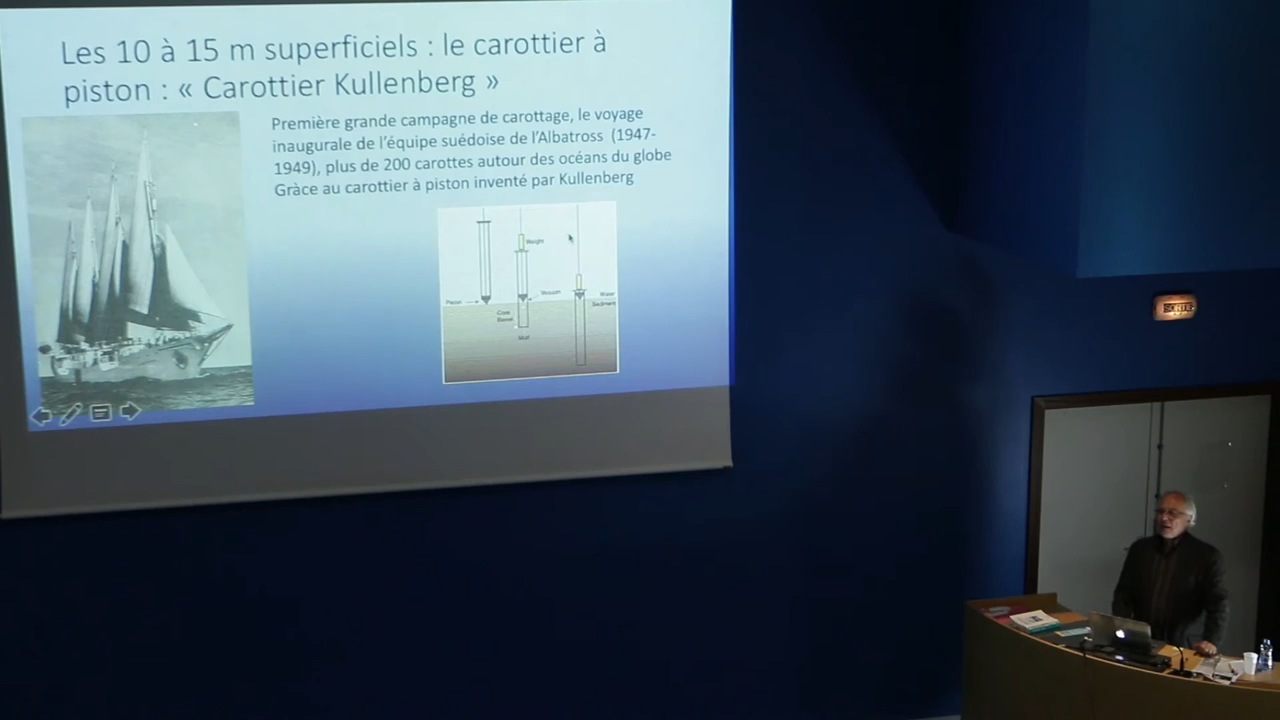 Les 10 à 15 m superficiels : le carottier à
piston : « Carottier Kullenberg »
Première grande campagne de carottage, le voyage
inaugurale de l'équipe suédoise de l'Albatross (1947-
1949), plus de 200 carottes autour des océans du globe
Gràce au carottier à piston inventé par Kullenberg
Weight
Piston
Vacuum
Water
Sediment
Core
Barrel
Mud
SORTIE